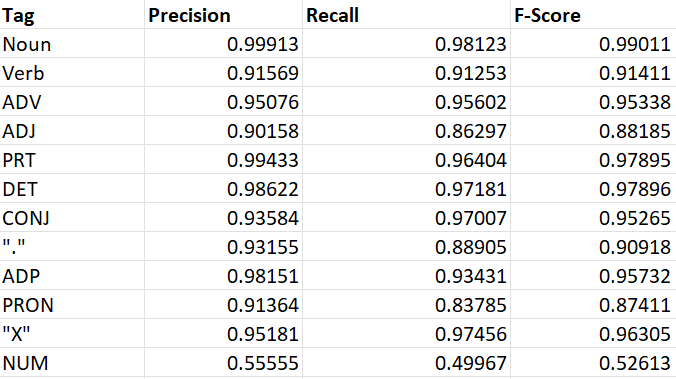 Tag Precision Recall F-Score
Noun 0.99913 0.98123 0.99011
Verb 0.91569 0.91253 0.91411
ADV 0.95076 0.95602 0.95338
ADJ 0.90158 0.86297 0.88185
PRT 0.99433 0.96404 0.97895
DET 0.98622 0.97181 0.97896
CONJ 0.93584 0.97007 0.95265
"." 0.93155 0.88905 0.90918
ADP 0.98151 0.93431 0.95732
PRON 0.91364 0.83785 0.87411
"X" 0.95181 0.97456 0.96305
NUM 0.55555 0.49967 0.52613